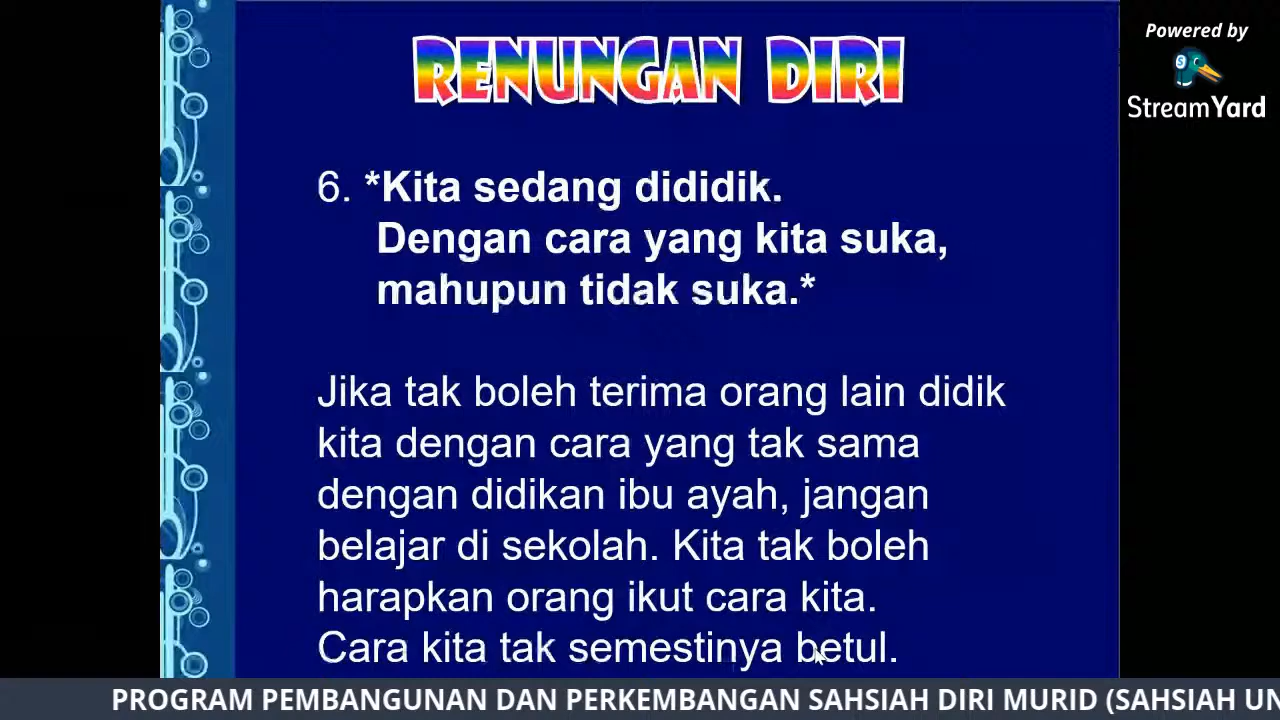 RENUNGAN DIRI
Powered by
StreamYard
6. *Kita sedang dididik.
Dengan cara yang kita suka,
mahupun tidak suka.*
Jika tak boleh terima orang lain didik
kita dengan cara yang tak sama
dengan didikan ibu ayah, jangan
belajar di sekolah. Kita tak boleh
harapkan orang ikut cara kita.
Cara kita tak semestinya betul.
PROGRAM PEMBANGUNAN DAN PERKEMBANGAN SAHSIAH DIRI MURID (SAHSIAH UN